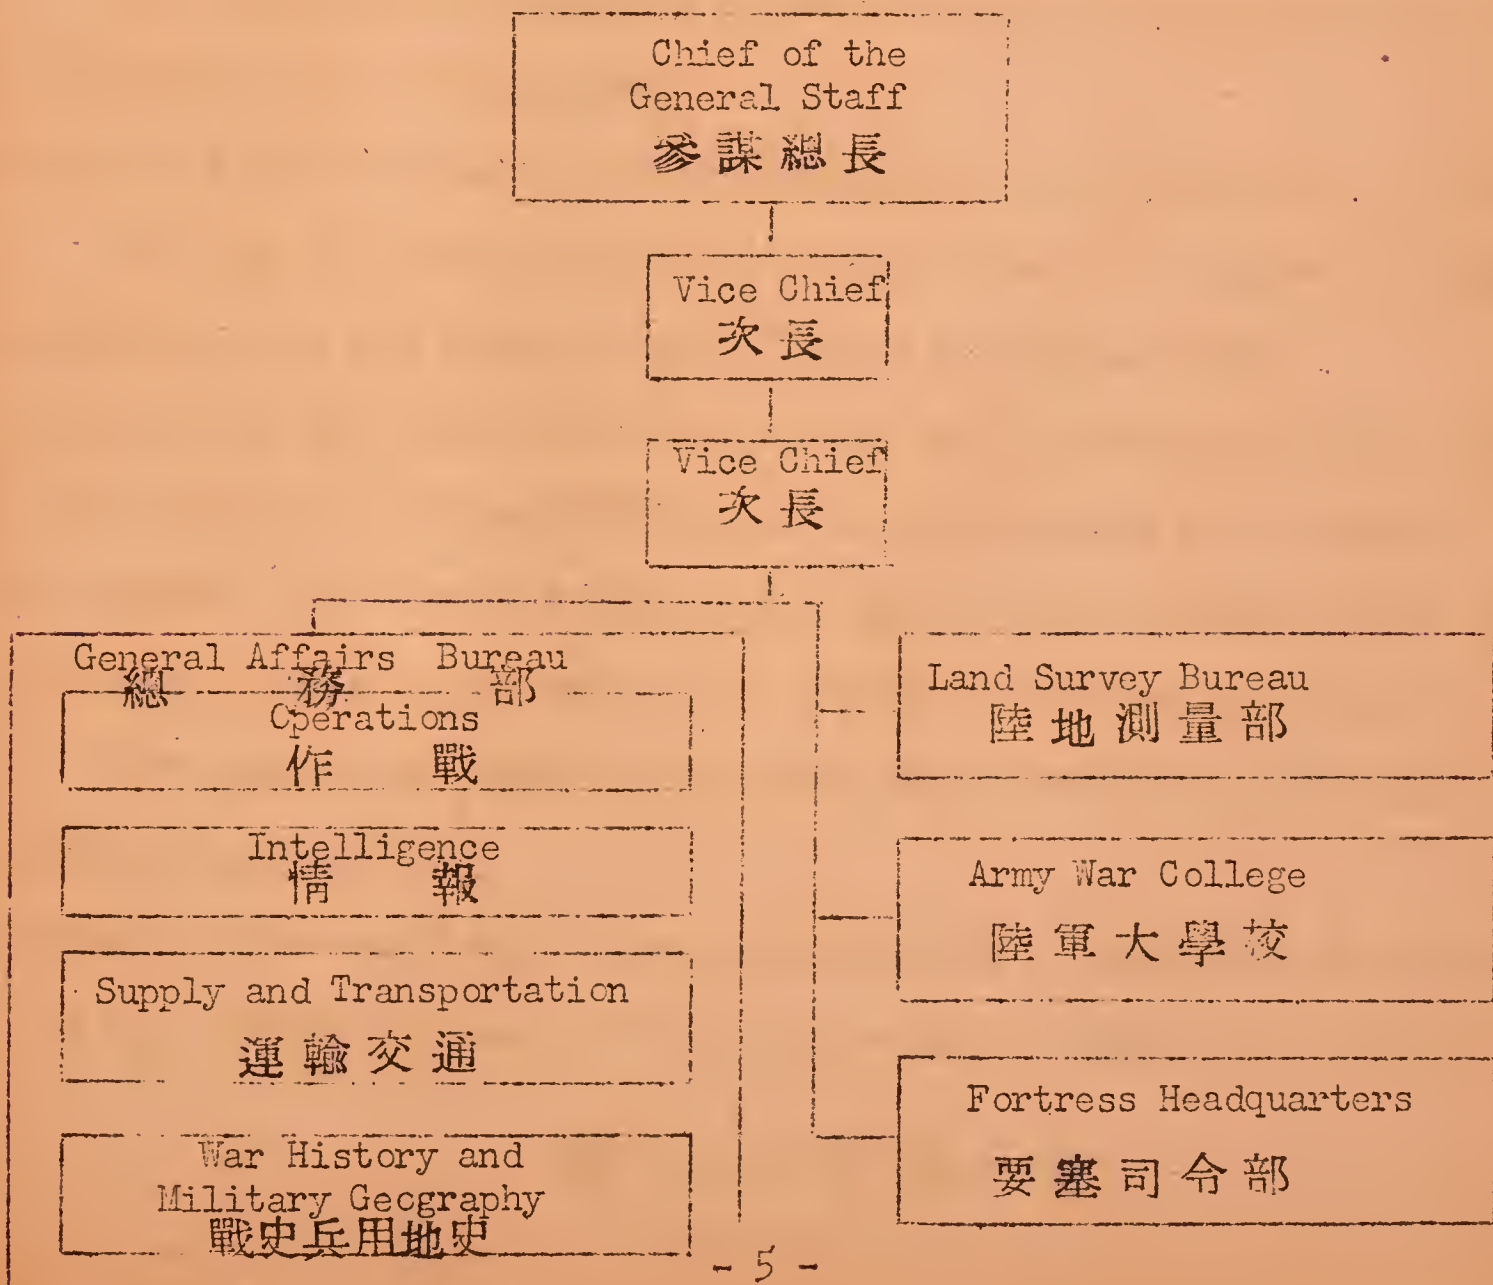 Chief of the
General Staff
參謀總長
Vice Chief
次長
Vice Chief
次長
General Affairs Bureau
總務部
Operations
作戰
Intelligence
情報
Supply and Transportation
運輸交通
War History and
Military Geography
戰史兵用地史
Land Survey Bureau
陸地測量部
Army War College
陸軍大學校
Fortress Headquarters
要塞司令部
- 5 -